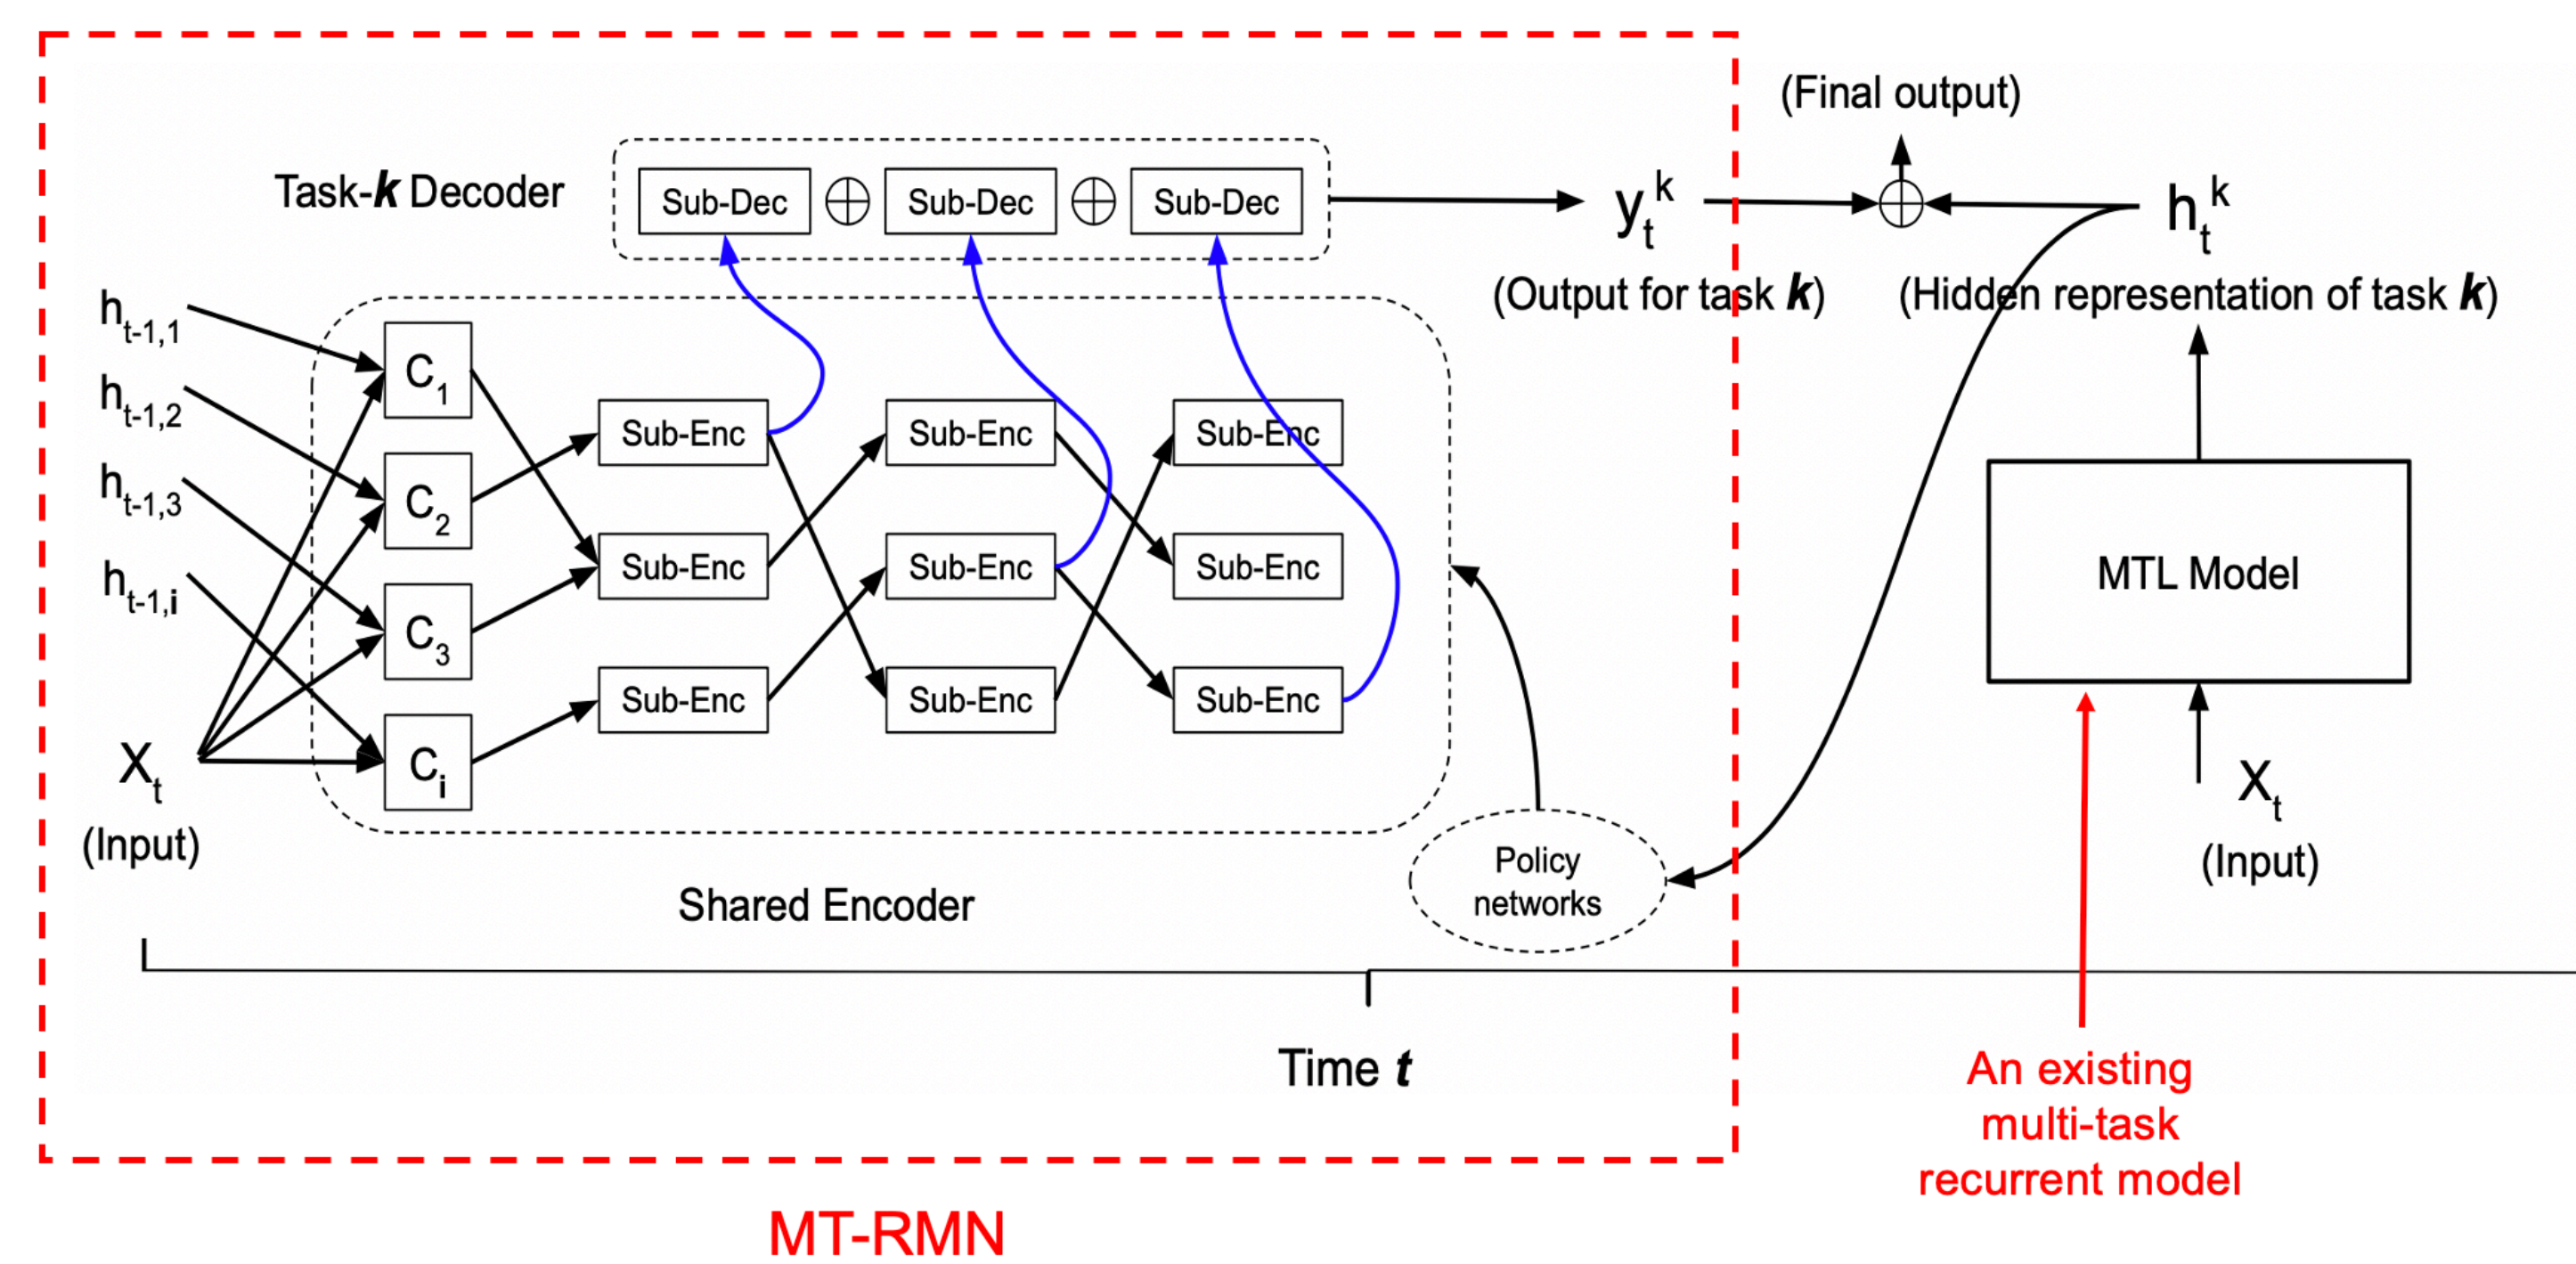 (Final output)
Task-k Decoder
Sub-Dec ⊕ Sub-Dec ⊕ Sub-Dec
y_t^k
h_t^k
(Output for task k)
(Hidden representation of task k)
h_t-1,1
h_t-1,2
h_t-1,3
h_t-1,i
X_t
(Input)
C_1
C_2
C_3
C_i
Sub-Enc Sub-Enc Sub-Enc
Sub-Enc Sub-Enc Sub-Enc
Sub-Enc Sub-Enc Sub-Enc
MTL Model
X_t
(Input)
Policy
networks
Shared Encoder
Time t
An existing
multi-task
recurrent model
MT-RMN